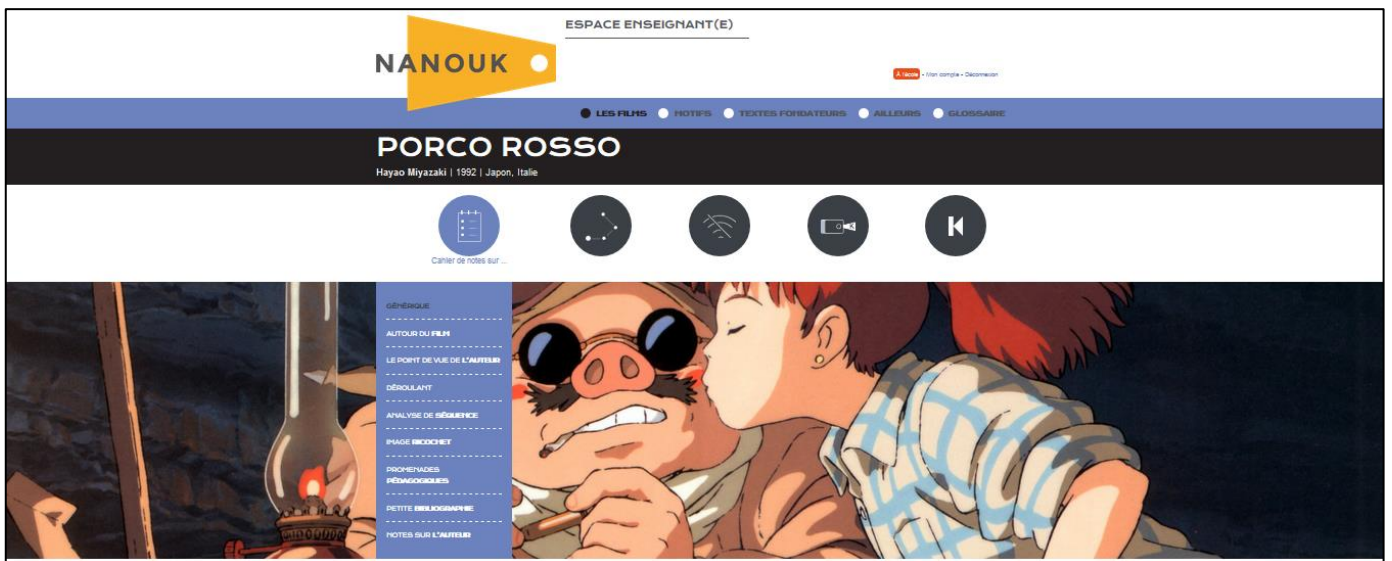 ESPACE ENSEIGNANT(E)
NANOUK
À l'école • Mon compte • Déconnexion
LES FILMS MOTIFS TEXTES FONDATEURS AILLEURS GLOSSAIRE
PORCO ROSSO
Hayao Miyazaki | 1992 | Japon, Italie
Cahier de notes sur ...
GÉNÉRIQUE
AUTOUR DU FILM
LE POINT DE VUE DE L'AUTEUR
DÉROULANT
ANALYSE DE SÉQUENCE
IMAGE RICOCHET
PROMENADES
PÉDAGOGIQUES
PETITE BIBLIOGRAPHIE
NOTES SUR L'AUTEUR